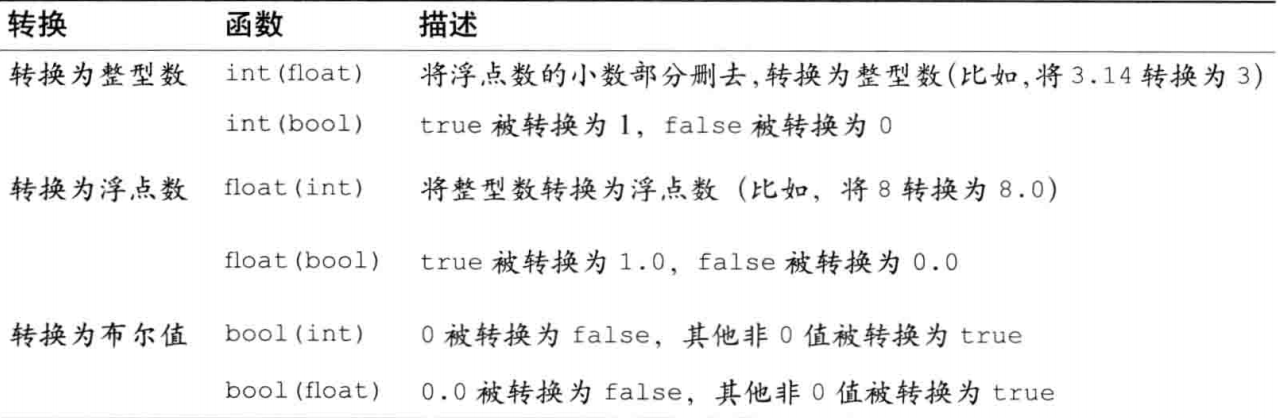 转换 函数 描述
转换为整型数 int(float) 将浮点数的小数部分删去,转换为整型数(比如,将 3.14 转换为 3)
int(bool) true 被转换为 1, false 被转换为 0
转换为浮点数 float(int) 将整型数转换为浮点数 (比如, 将 8 转换为 8.0)
float(bool) true 被转换为 1.0, false 被转换为 0.0
转换为布尔值 bool(int) 0 被转换为 false, 其他非 0 值被转换为 true
bool(float) 0.0 被转换为 false, 其他非 0 值被转换为 true